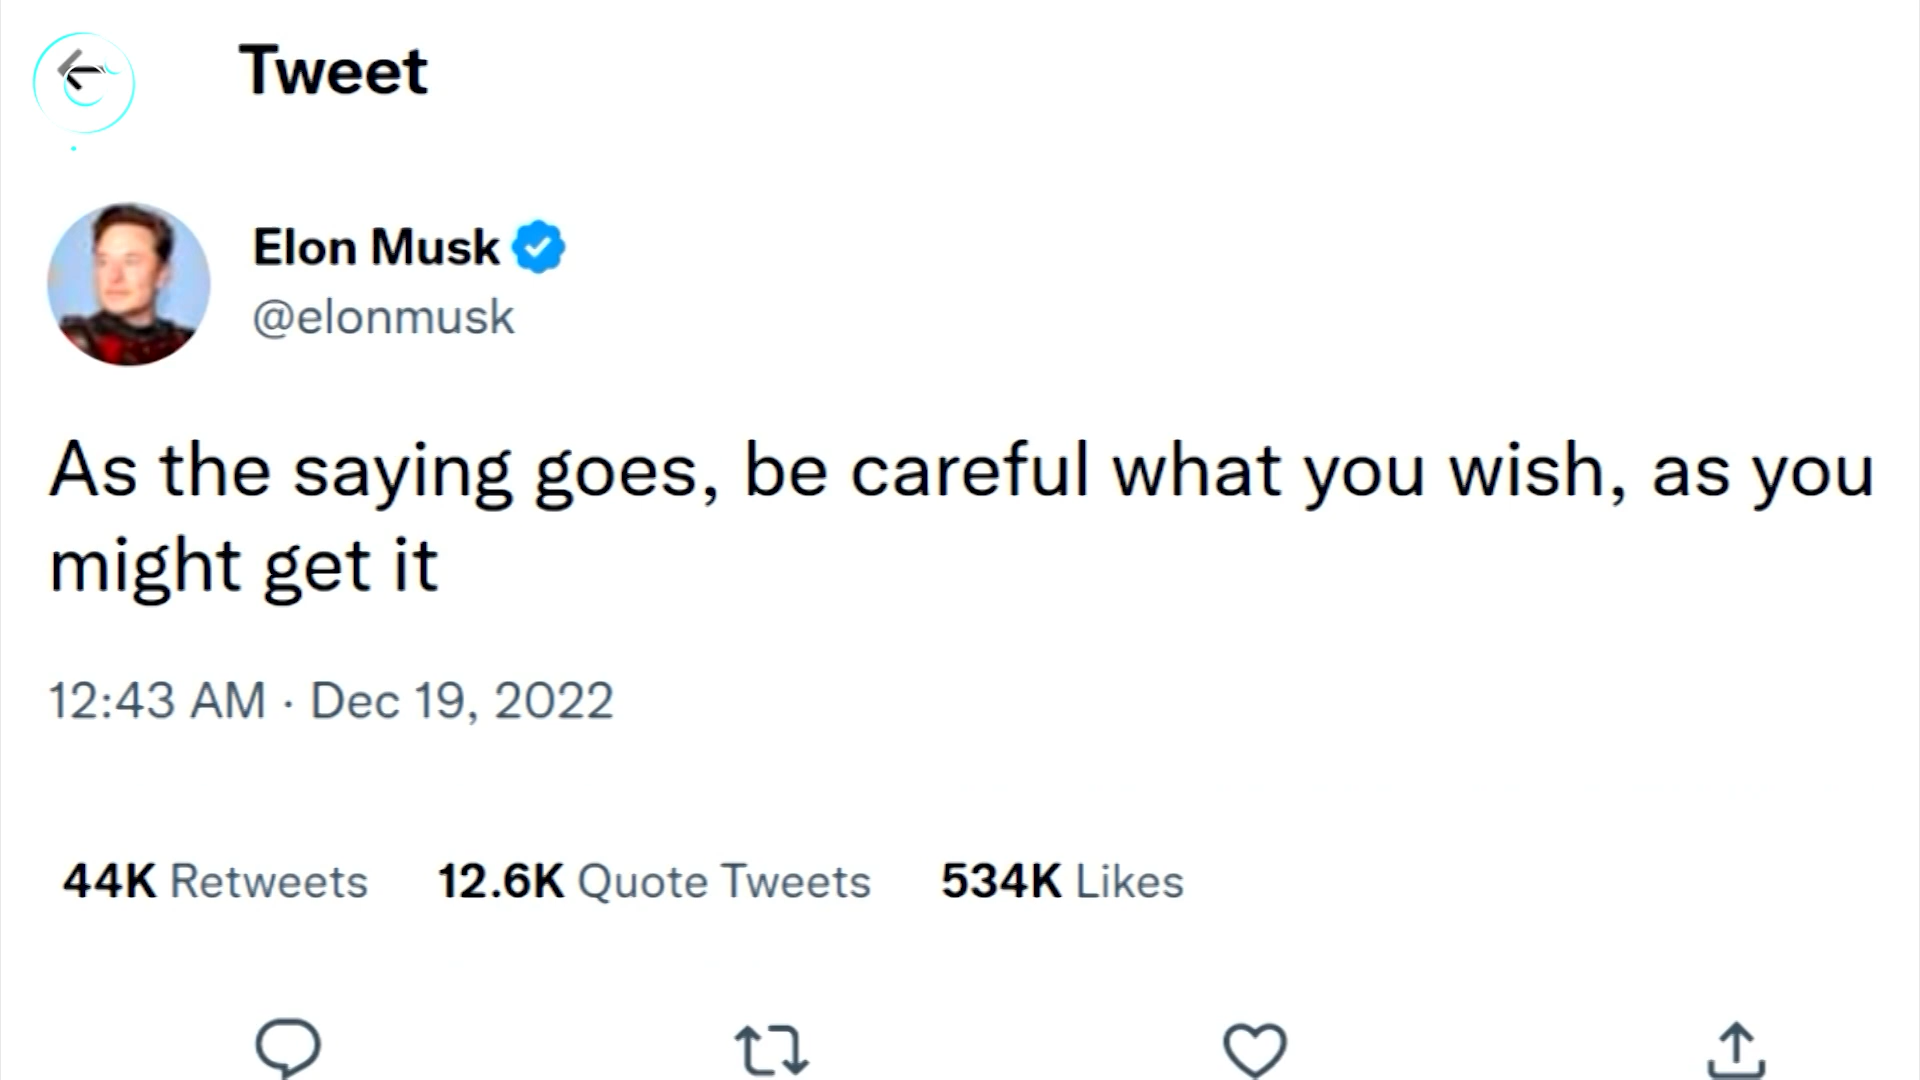 Tweet
Elon Musk
@elonmusk
As the saying goes, be careful what you wish, as you
might get it
12:43 AM · Dec 19, 2022
44K Retweets 12.6K Quote Tweets 534K Likes